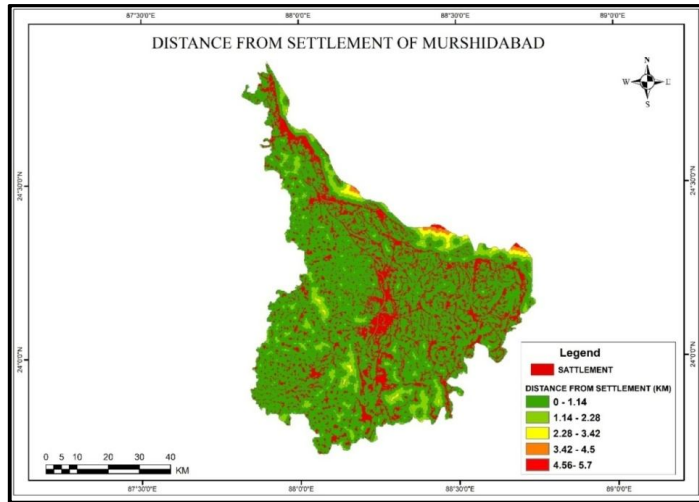 87°30'0"E 88°0'0"E 88°30'0"E 89°0'0"E
DISTANCE FROM SETTLEMENT OF MURSHIDABAD
N
W E
S
24°30'0"N 24°30'0"N
24°0'0"N 24°0'0"N
Legend
SATTLEMENT
DISTANCE FROM SETTLEMENT (KM)
0 - 1.14
1.14 - 2.28
2.28 - 3.42
3.42 - 4.5
4.56- 5.7
0 5 10 20 30 40
KM
87°30'0"E 88°0'0"E 88°30'0"E 89°0'0"E